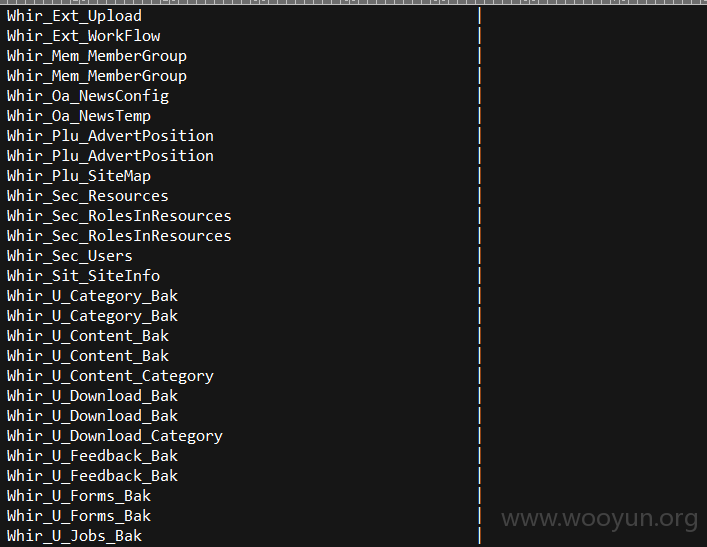 Whir_Ext_Upload |
Whir_Ext_WorkFlow |
Whir_Mem_MemberGroup |
Whir_Mem_MemberGroup |
Whir_Oa_NewsConfig |
Whir_Oa_NewsTemp |
Whir_Plu_AdvertPosition |
Whir_Plu_AdvertPosition |
Whir_Plu_SiteMap |
Whir_Sec_Resources |
Whir_Sec_RolesInResources |
Whir_Sec_RolesInResources |
Whir_Sec_Users |
Whir_Sit_SiteInfo |
Whir_U_Category_Bak |
Whir_U_Category_Bak |
Whir_U_Content_Bak |
Whir_U_Content_Bak |
Whir_U_Content_Category |
Whir_U_Download_Bak |
Whir_U_Download_Bak |
Whir_U_Download_Category |
Whir_U_Feedback_Bak |
Whir_U_Feedback_Bak |
Whir_U_Forms_Bak |
Whir_U_Forms_Bak |
Whir_U_Jobs_Bak |
www.wooyun.org